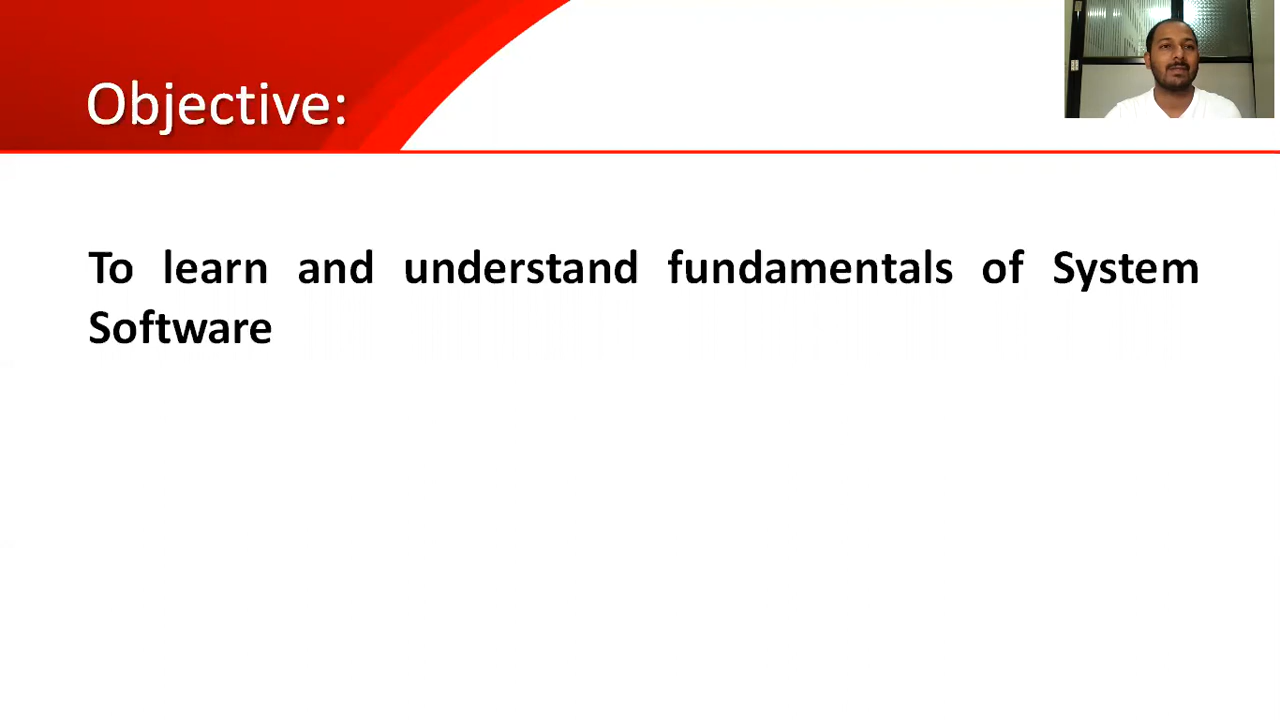 Objective:
To learn and understand fundamentals of System
Software